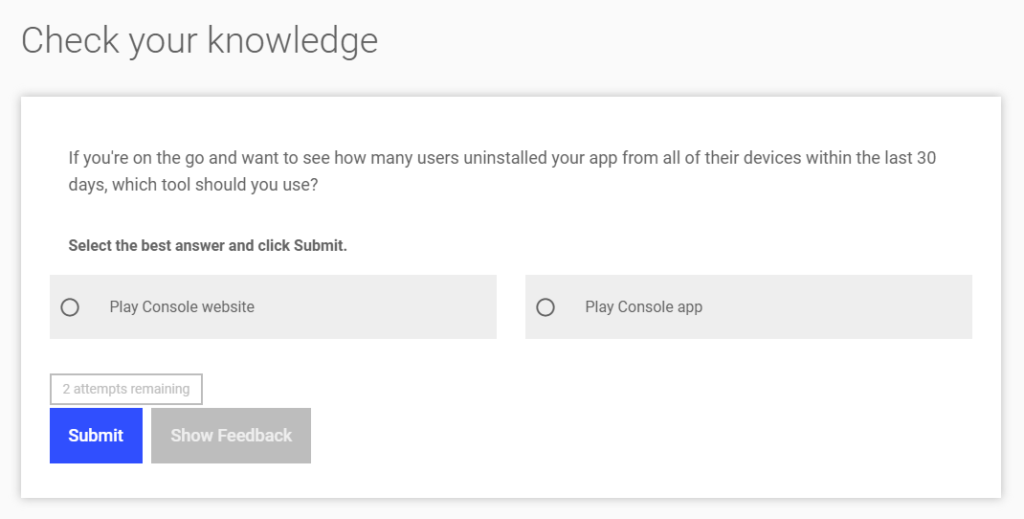 Check your knowledge
If you're on the go and want to see how many users uninstalled your app from all of their devices within the last 30
days, which tool should you use?
Select the best answer and click Submit.
Play Console website
Play Console app
2 attempts remaining
Submit
Show Feedback